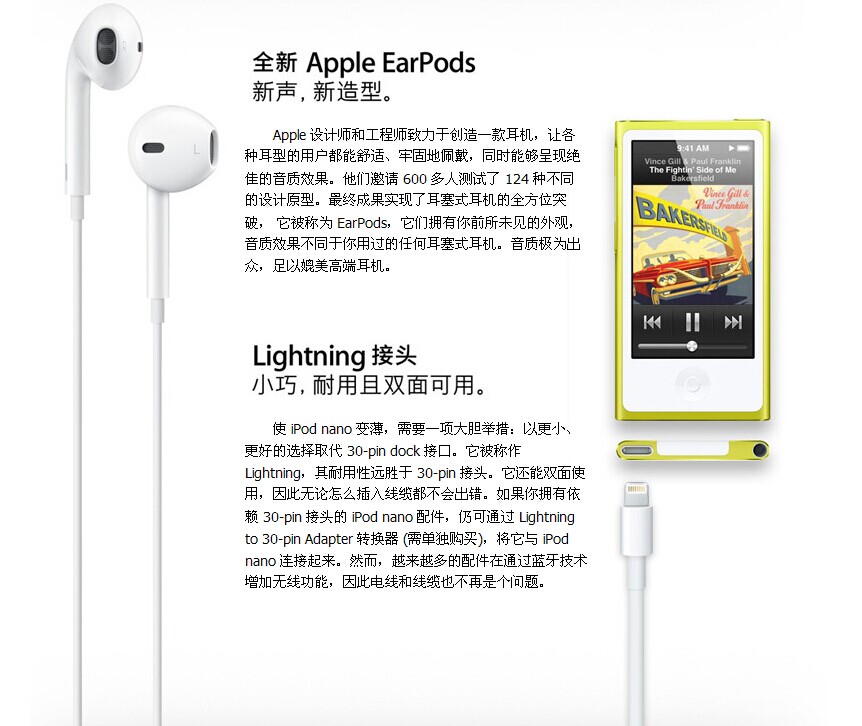 全新 Apple EarPods
新声，新造型。
Apple 设计师和工程师致力于创造一款耳机，让各
种耳型的用户都能舒适、牢固地佩戴，同时能够呈现绝
佳的音质效果。他们邀请 600 多人测试了 124 种不同
的设计原型。最终成果实现了耳塞式耳机的全方位突
破， 它被称为 EarPods，它们拥有你前所未见的外观，
音质效果不同于你用过的任何耳塞式耳机。音质极为出
众，足以媲美高端耳机。
Lightning 接头
小巧，耐用且双面可用。
使 iPod nano 变薄，需要一项大胆举措：以更小、
更好的选择取代 30-pin dock 接口。它被称作
Lightning，其耐用性远胜于 30-pin 接头。它还能双面使
用，因此无论怎么插入线缆都不会出错。如果你拥有依
赖 30-pin 接头的 iPod nano 配件，仍可通过 Lightning
to 30-pin Adapter 转换器 (需单独购买)，将它与 iPod
nano 连接起来。然而，越来越多的配件在通过蓝牙技术
增加无线功能，因此电线和线缆也不再是个问题。
L
9:41 AM
Vince Gill & Paul Franklin
The Fightin' Side of Me
Bakersfield
Vince Gill &
Paul Franklin
BAKERSFIELD